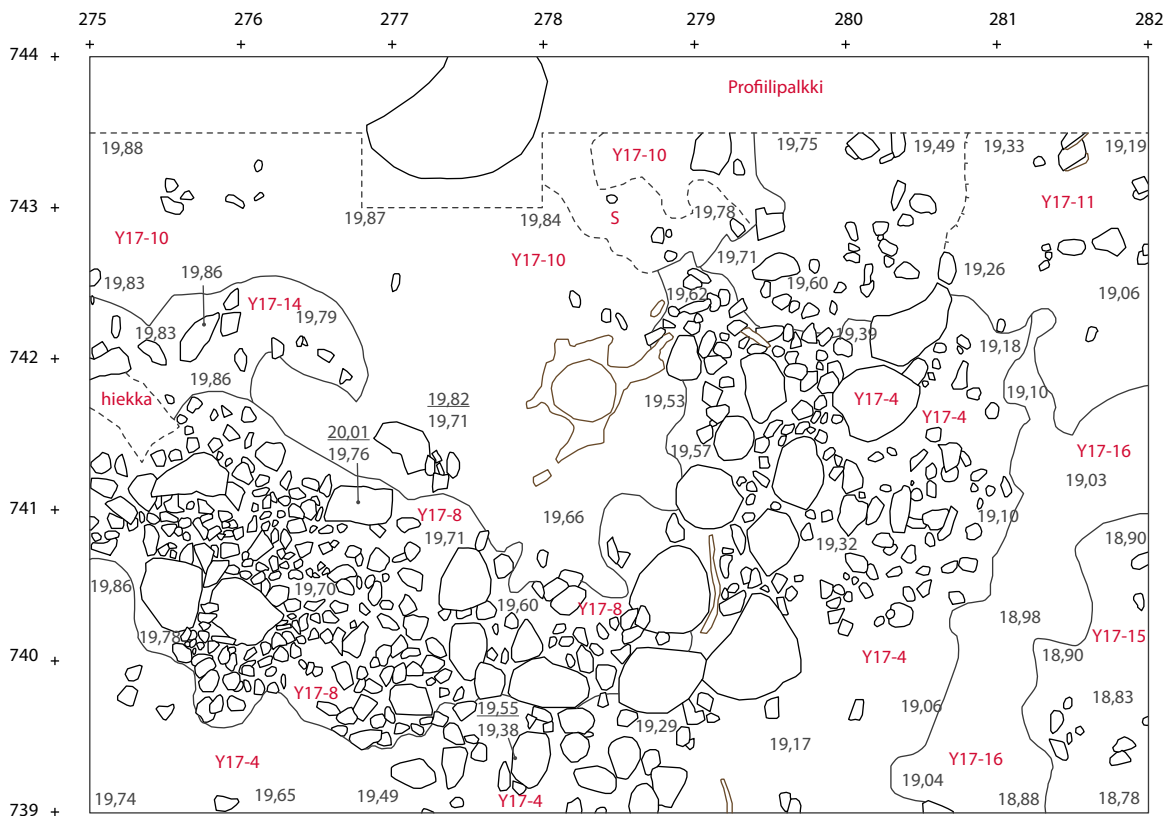 275 276 277 278 279 280 281 282
744
Profiilipalkki
19,88 Y17-10 19,75 19,49 19,33 19,19
743 19,87 19,84 S 19,78 Y17-11
Y17-10 Y17-10 19,71
19,83 19,86 Y17-14 19,62 19,60 19,26 19,06
19,83 19,79 19,39 19,18
742
19,86 19,10
hiekka 19,82 19,53 Y17-4 Y17-4
20,01 19,71
19,76 19,57 Y17-16
19,03
741 Y17-8 19,66 19,10
19,71 19,32 18,90
19,86 19,70 19,60 Y17-8 18,98
19,78 Y17-15
740 Y17-4 18,90
Y17-8 18,83
19,55 19,06
19,38 19,29 19,17
Y17-4 Y17-16
19,04
739 19,74 19,65 19,49 Y17-4 18,88 18,78